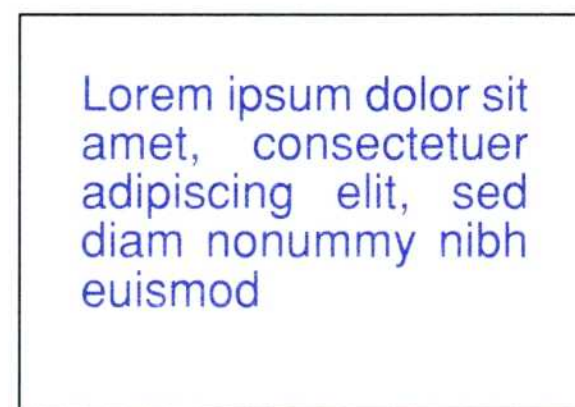 Lorem ipsum dolor sit
amet, consectetuer
adipiscing elit, sed
diam nonummy nibh
euismod